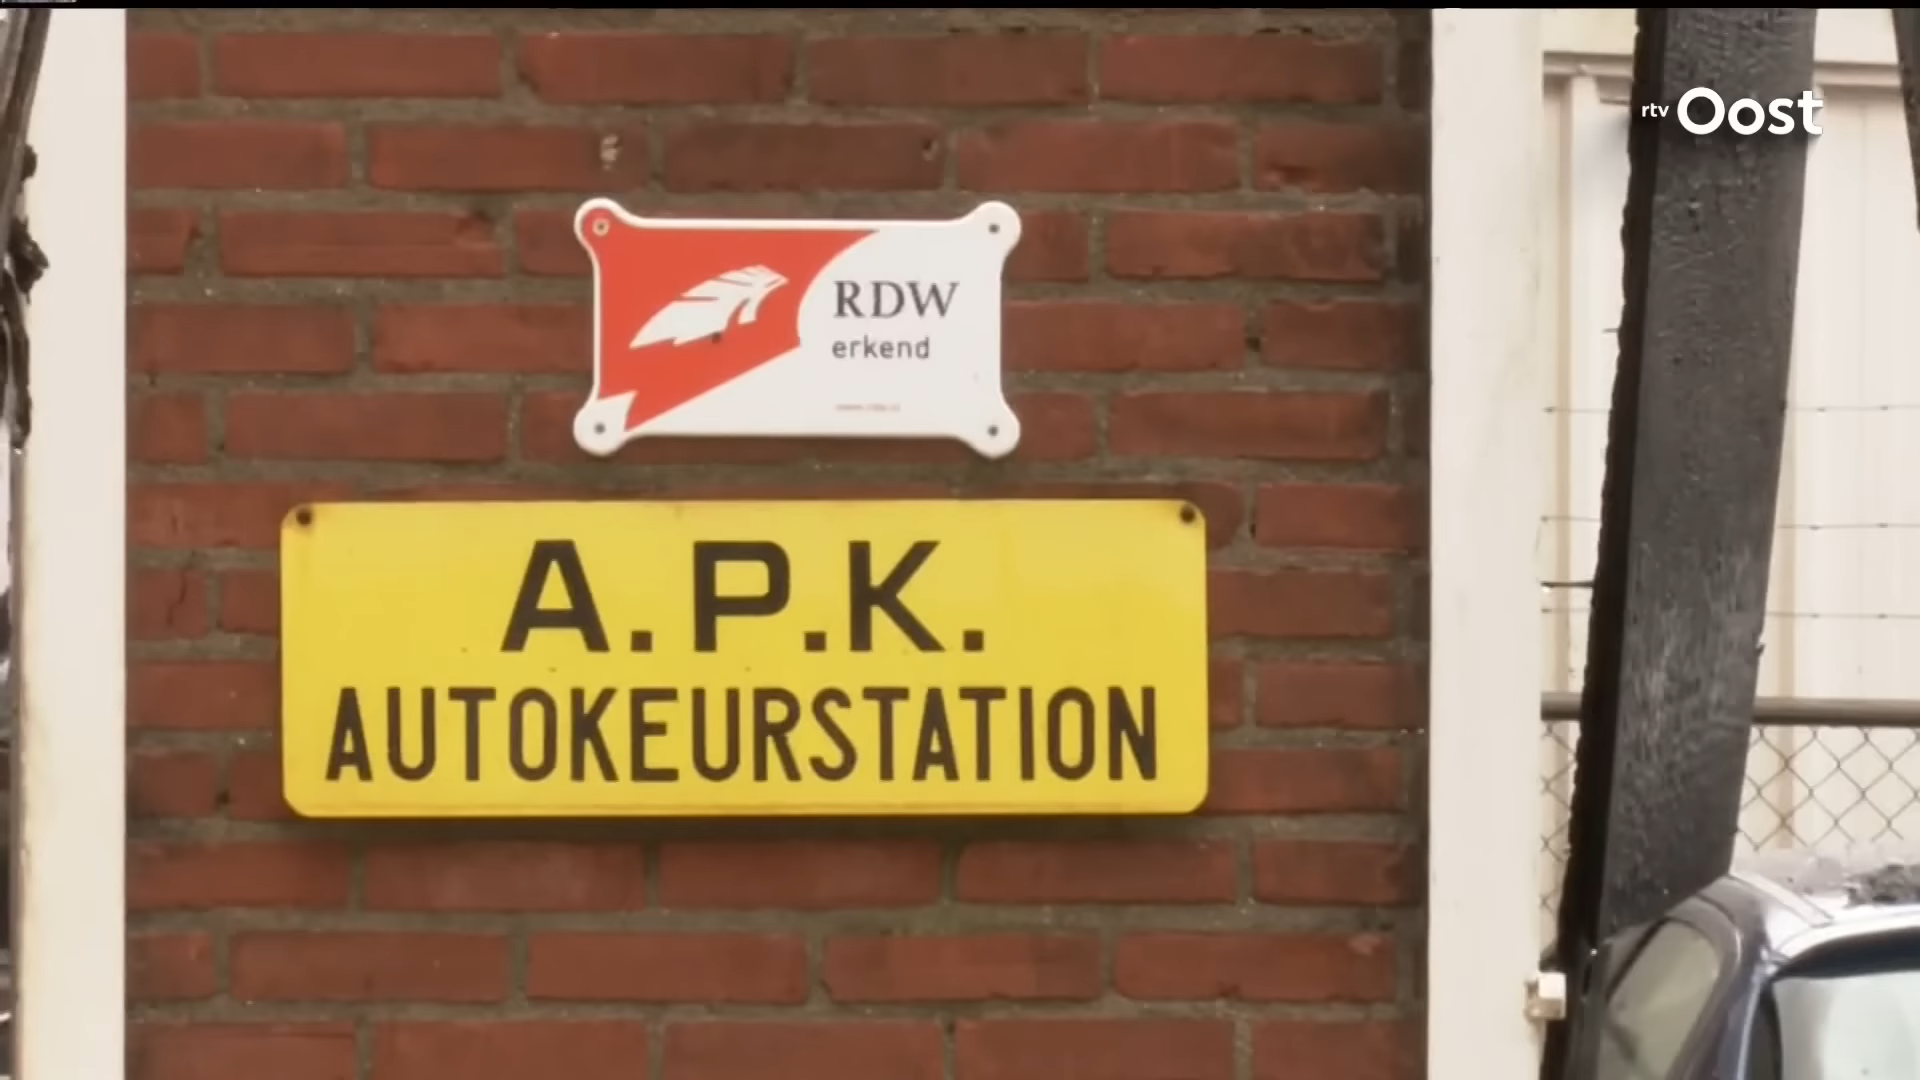 rtv Oost
RDW
erkend
A.P.K.
AUTOKEURSTATION